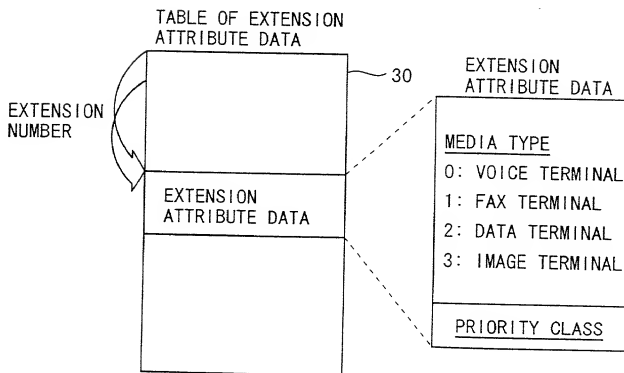 TABLE OF EXTENSION
ATTRIBUTE DATA
30
EXTENSION
NUMBER
EXTENSION
ATTRIBUTE DATA
EXTENSION
ATTRIBUTE DATA
MEDIA TYPE
0: VOICE TERMINAL
1: FAX TERMINAL
2: DATA TERMINAL
3: IMAGE TERMINAL
PRIORITY CLASS